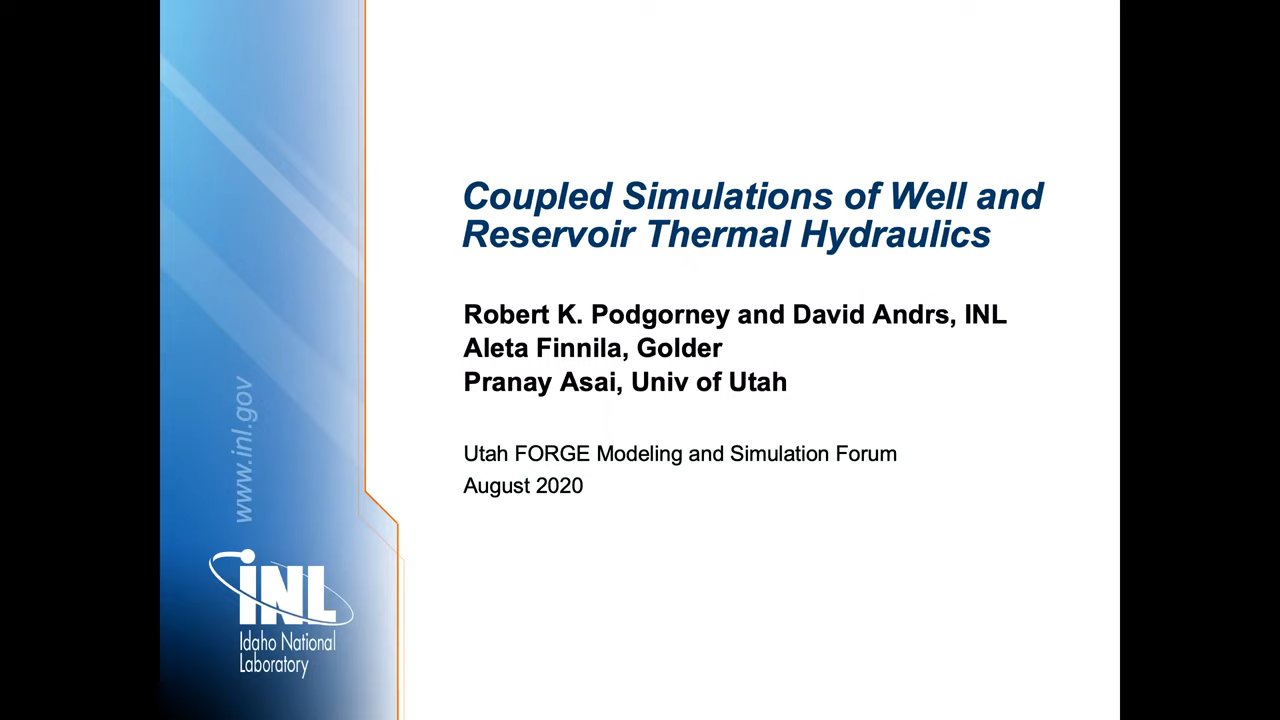 Coupled Simulations of Well and
Reservoir Thermal Hydraulics
Robert K. Podgorney and David Andrs, INL
Aleta Finnila, Golder
Pranay Asai, Univ of Utah
Utah FORGE Modeling and Simulation Forum
August 2020
www.inl.gov
INL
Idaho National
Laboratory